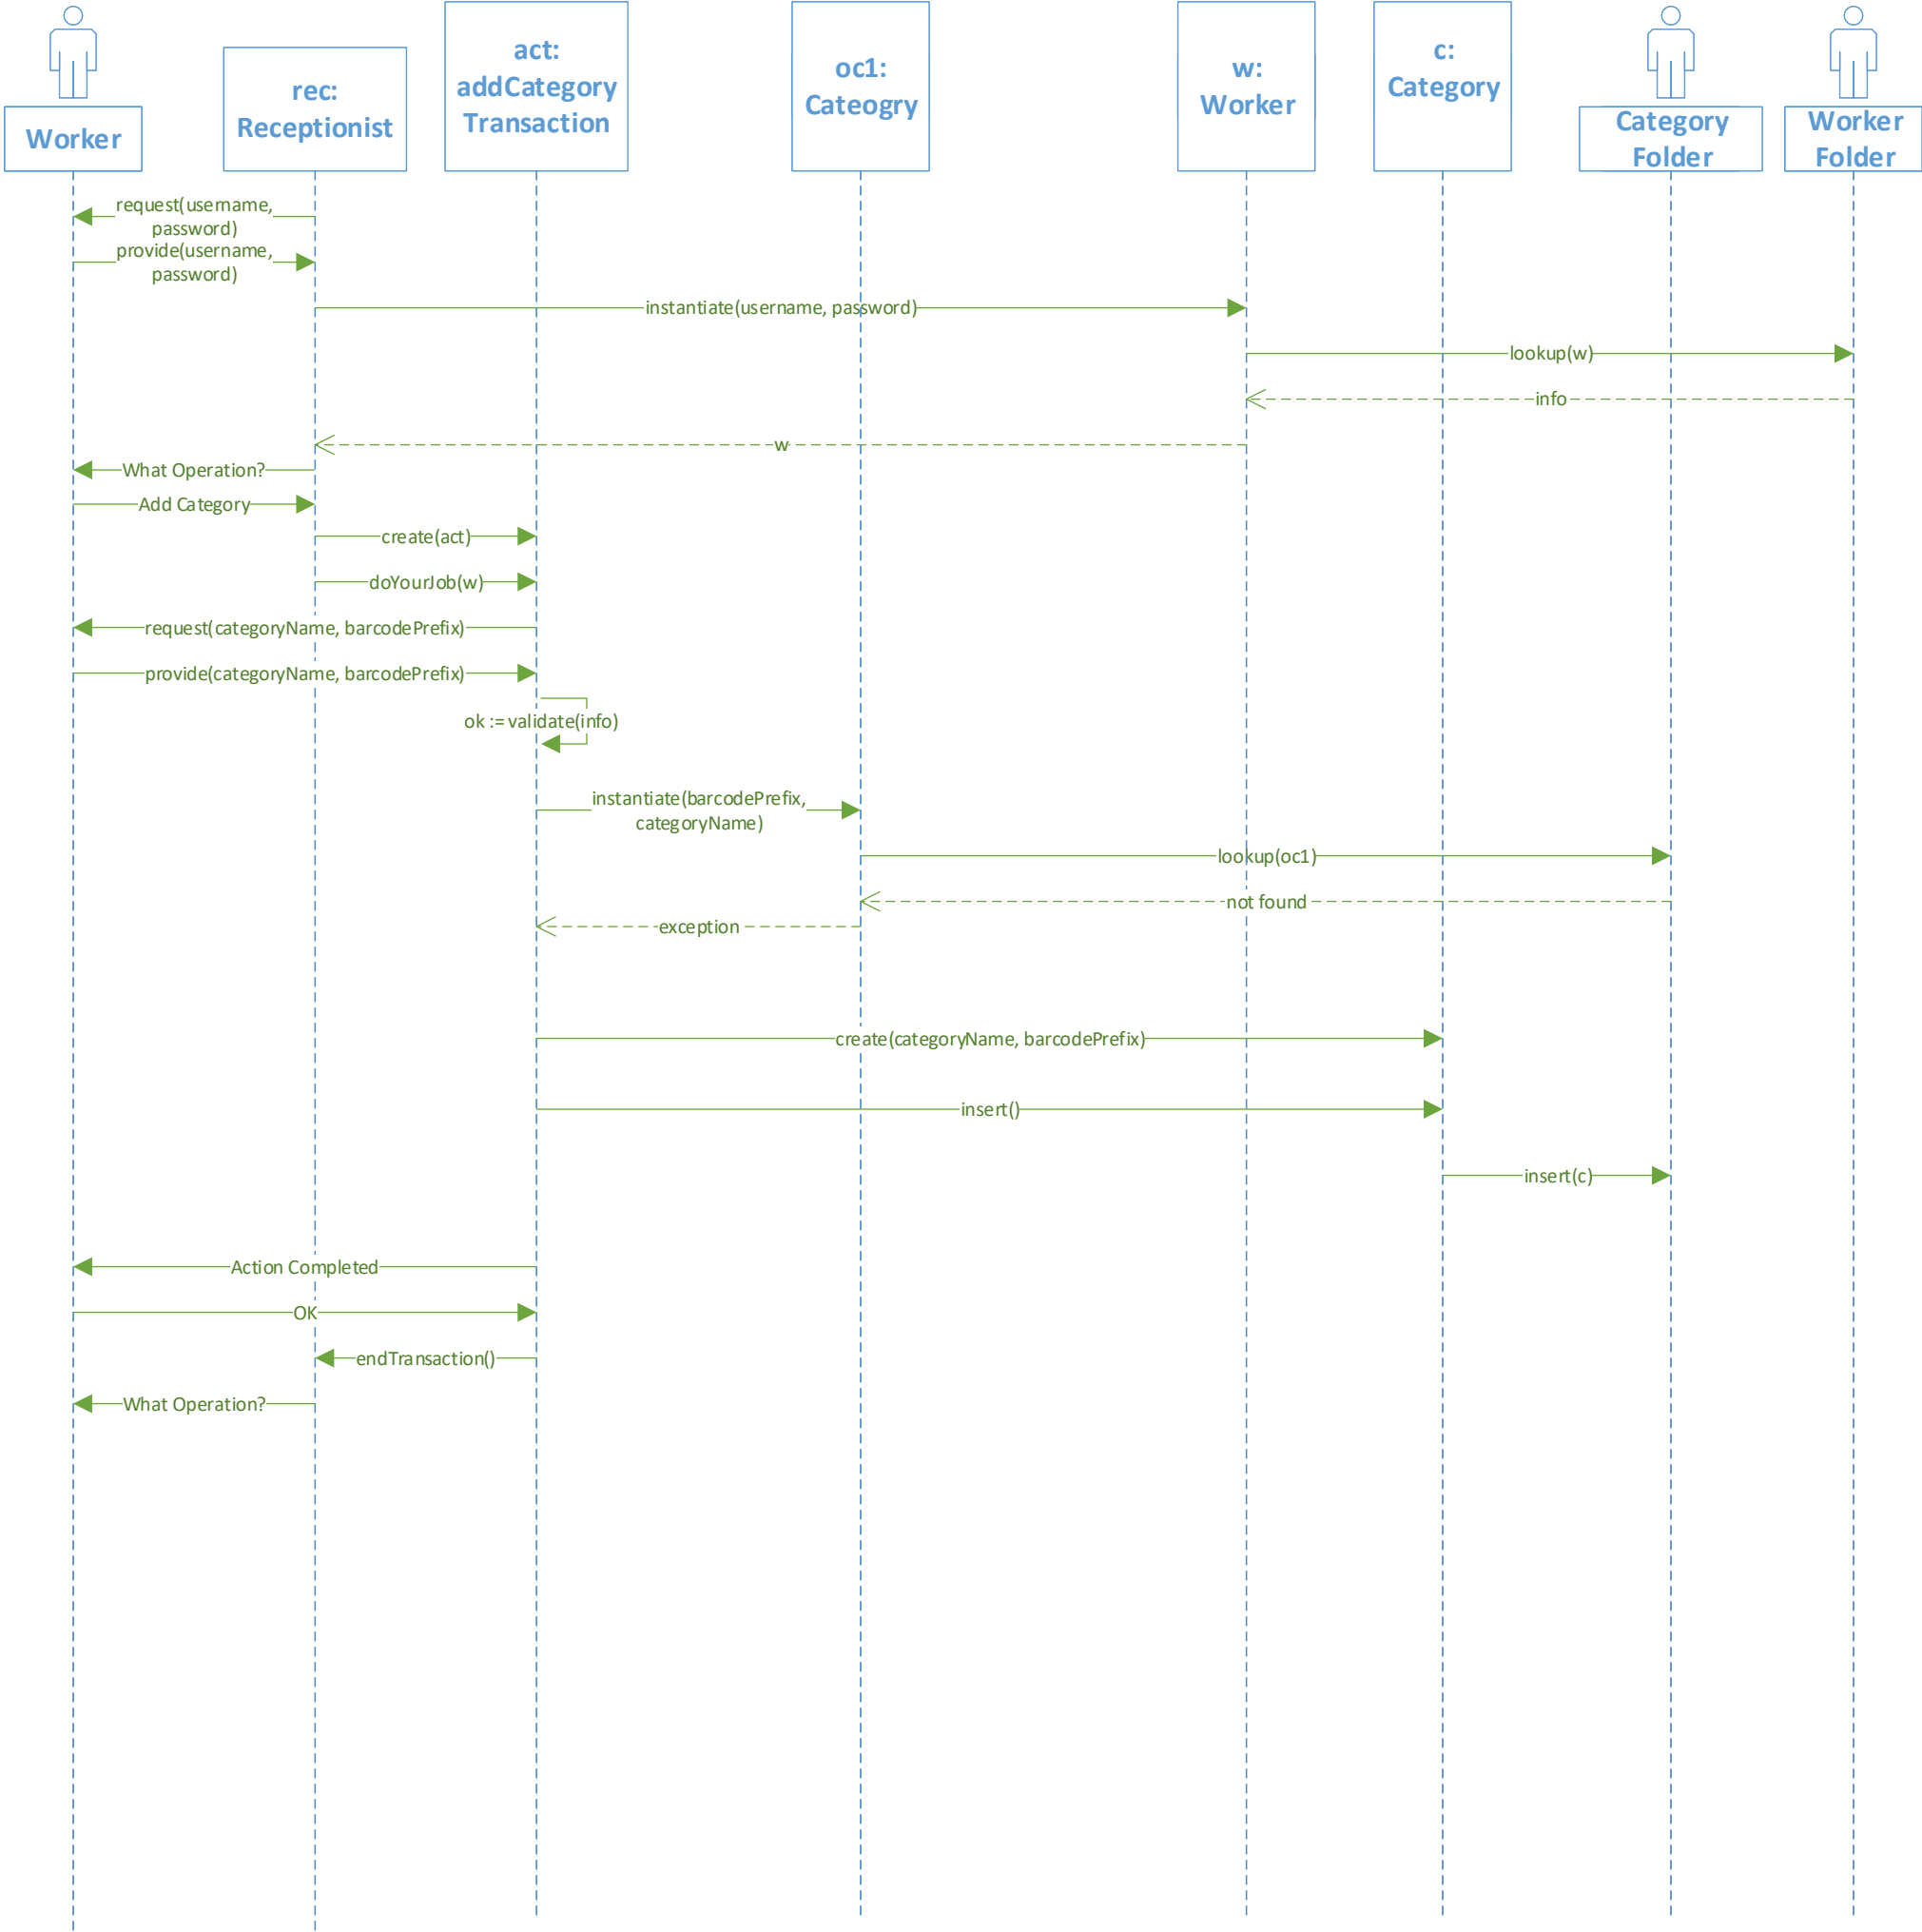 Worker
rec:
Receptionist
act:
addCategory
Transaction
oc1:
Cateogry
w:
Worker
c:
Category
Category
Folder
Worker
Folder
request(username,
password)
provide(username,
password)
instantiate(username, password)
lookup(w)
info
w
What Operation?
Add Category
create(act)
doYourJob(w)
request(categoryName, barcodePrefix)
provide(categoryName, barcodePrefix)
ok := validate(info)
instantiate(barcodePrefix,
categoryName)
lookup(oc1)
not found
exception
create(categoryName, barcodePrefix)
insert()
insert(c)
Action Completed
OK
endTransaction()
What Operation?